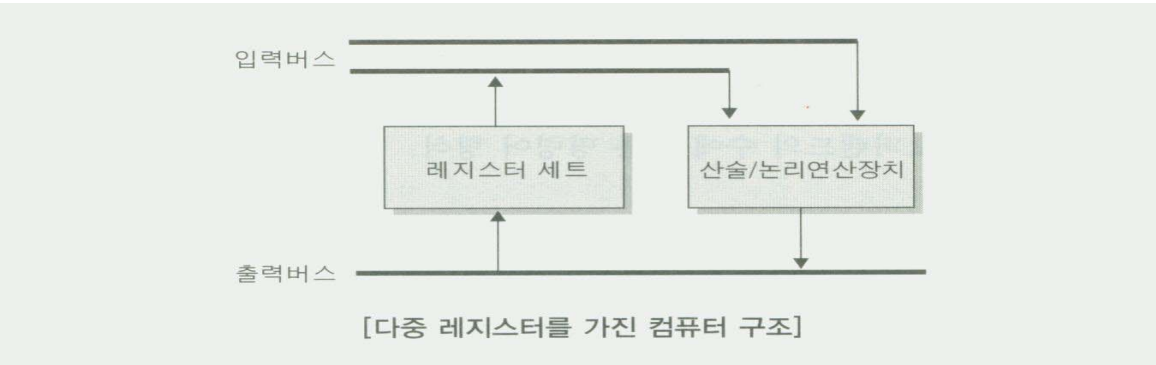 입력버스
레지스터 세트
산술/논리연산장치
출력버스
[다중 레지스터를 가진 컴퓨터 구조]